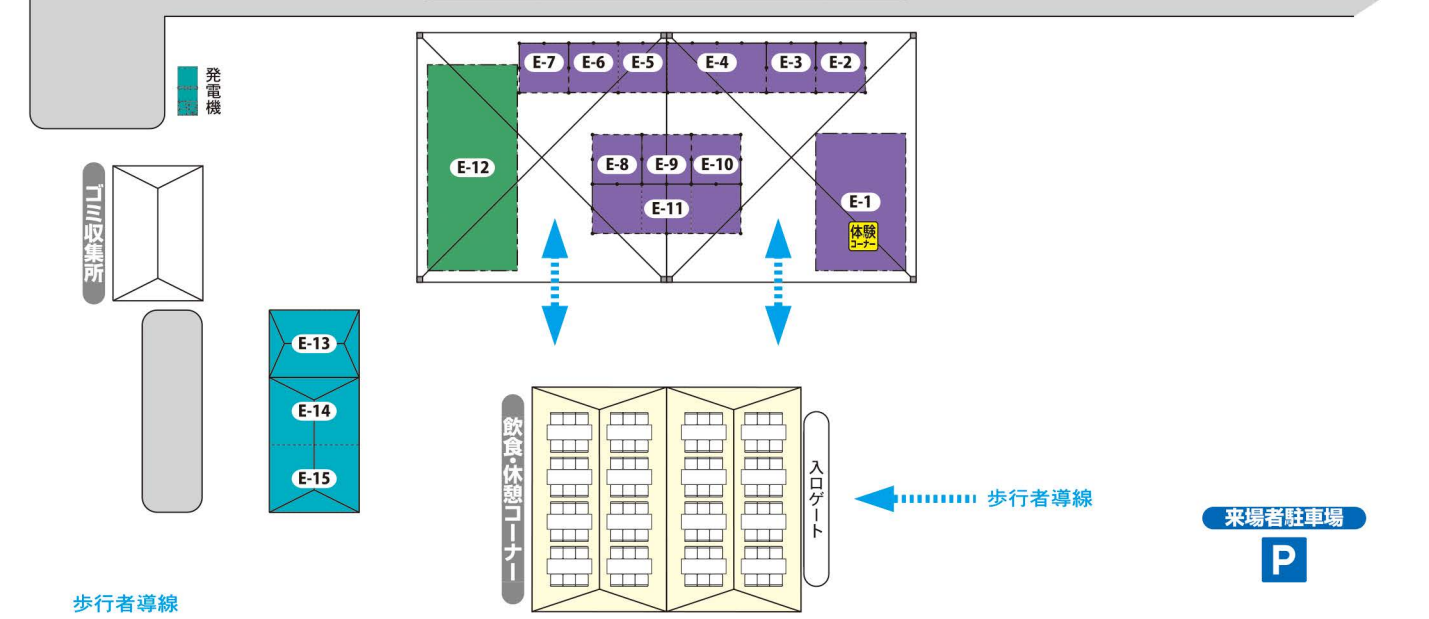 E-7
E-6
E-5
E-4
E-3
E-2
発電機
E-12
E-8
E-9
E-10
E-11
E-1
体験
コーナー
ゴミ収集所
E-13
E-14
E-15
飲食・休憩コーナー
入口ゲート
歩行者導線
来場者駐車場
P
歩行者導線